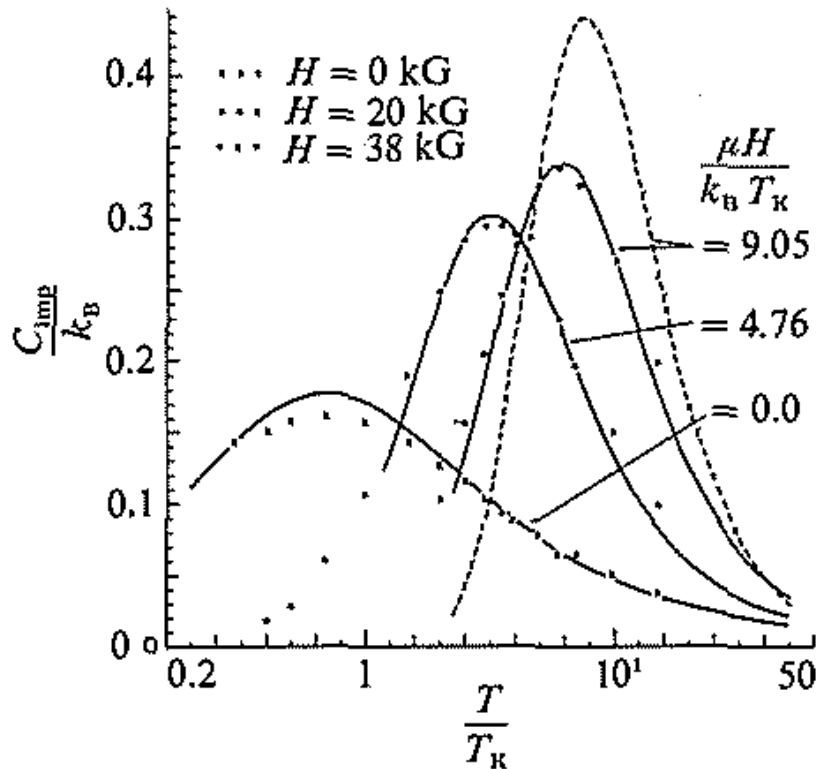 0.4
··· H = 0 kG
··· H = 20 kG
··· H = 38 kG
μH
k_B T_K
0.3
= 9.05
C_imp
k_B
= 4.76
0.2
= 0.0
0.1
0 0
0.2 1 10¹ 50
T
T_K